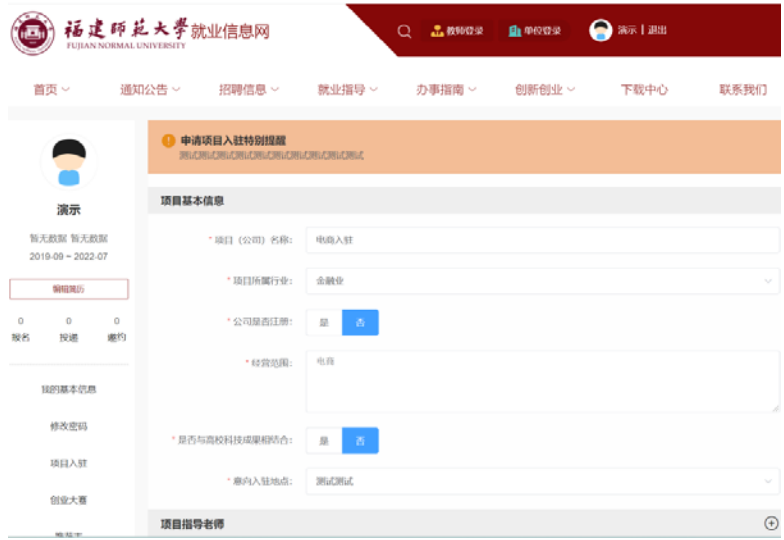 福建师范大学 就业信息网
FUJIAN NORMAL UNIVERSITY
教师登录 单位登录 演示 | 退出
首页 通知公告 招聘信息 就业指导 办事指南 创新创业 下载中心 联系我们
演示
暂无数据 暂无数据
2019-09 ~ 2022-07
编辑简历
0 0 0
报名 投递 邀约
我的基本信息
修改密码
项目入驻
创业大赛
申请项目入驻特别提醒
测试测试测试测试测试测试测试测试测试测试
项目基本信息
* 项目（公司）名称： 电商入驻
* 项目所属行业： 金融业
* 公司是否注册： 是 否
* 经营范围： 电商
* 是否与高校科技成果相结合： 是 否
* 意向入驻地点： 测试测试
项目指导老师